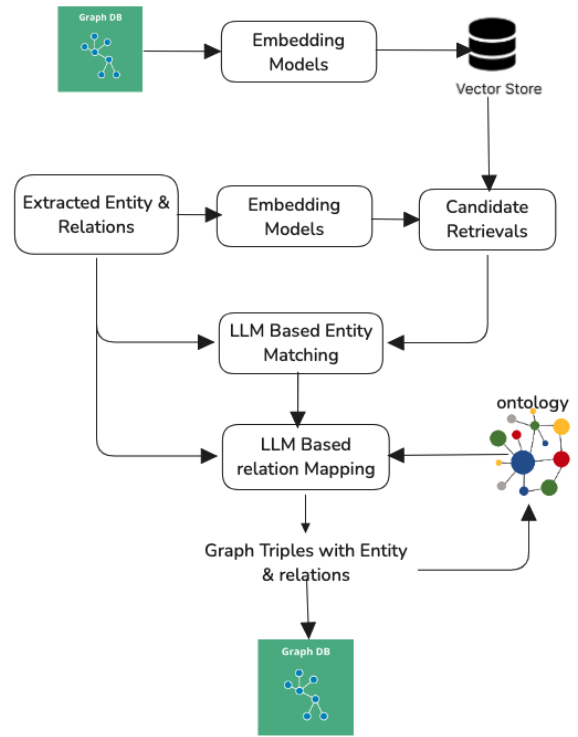 Graph DB
Embedding
Models
Vector Store
Extracted Entity &
Relations
Embedding
Models
Candidate
Retrievals
LLM Based Entity
Matching
ontology
LLM Based
relation Mapping
Graph Triples with Entity
& relations
Graph DB